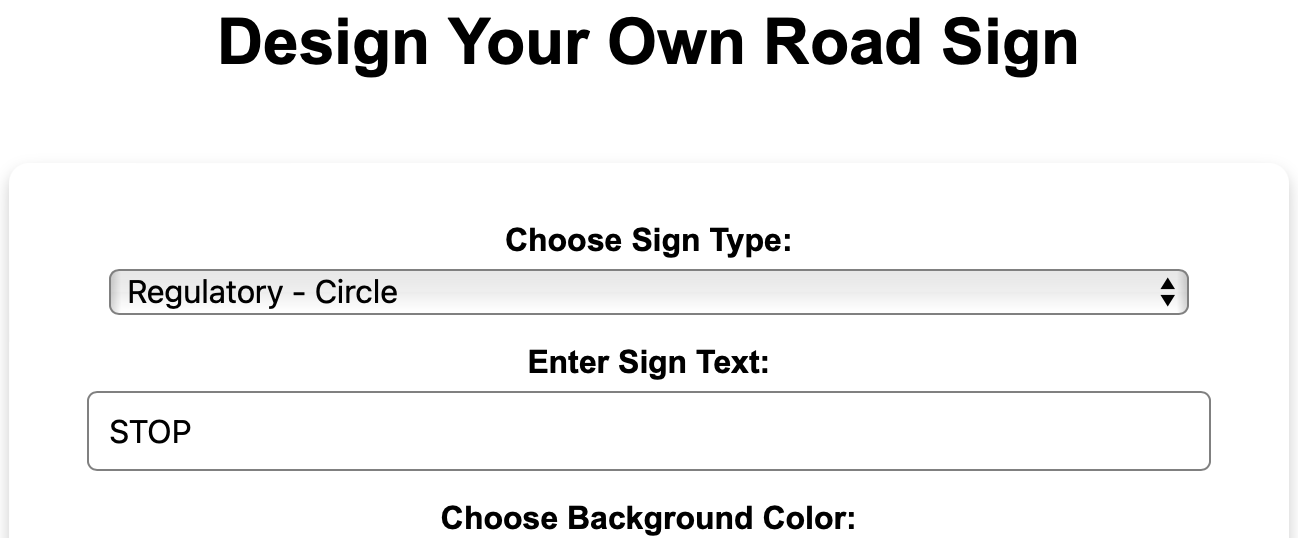 Design Your Own Road Sign
Choose Sign Type:
Regulatory - Circle
Enter Sign Text:
STOP
Choose Background Color: